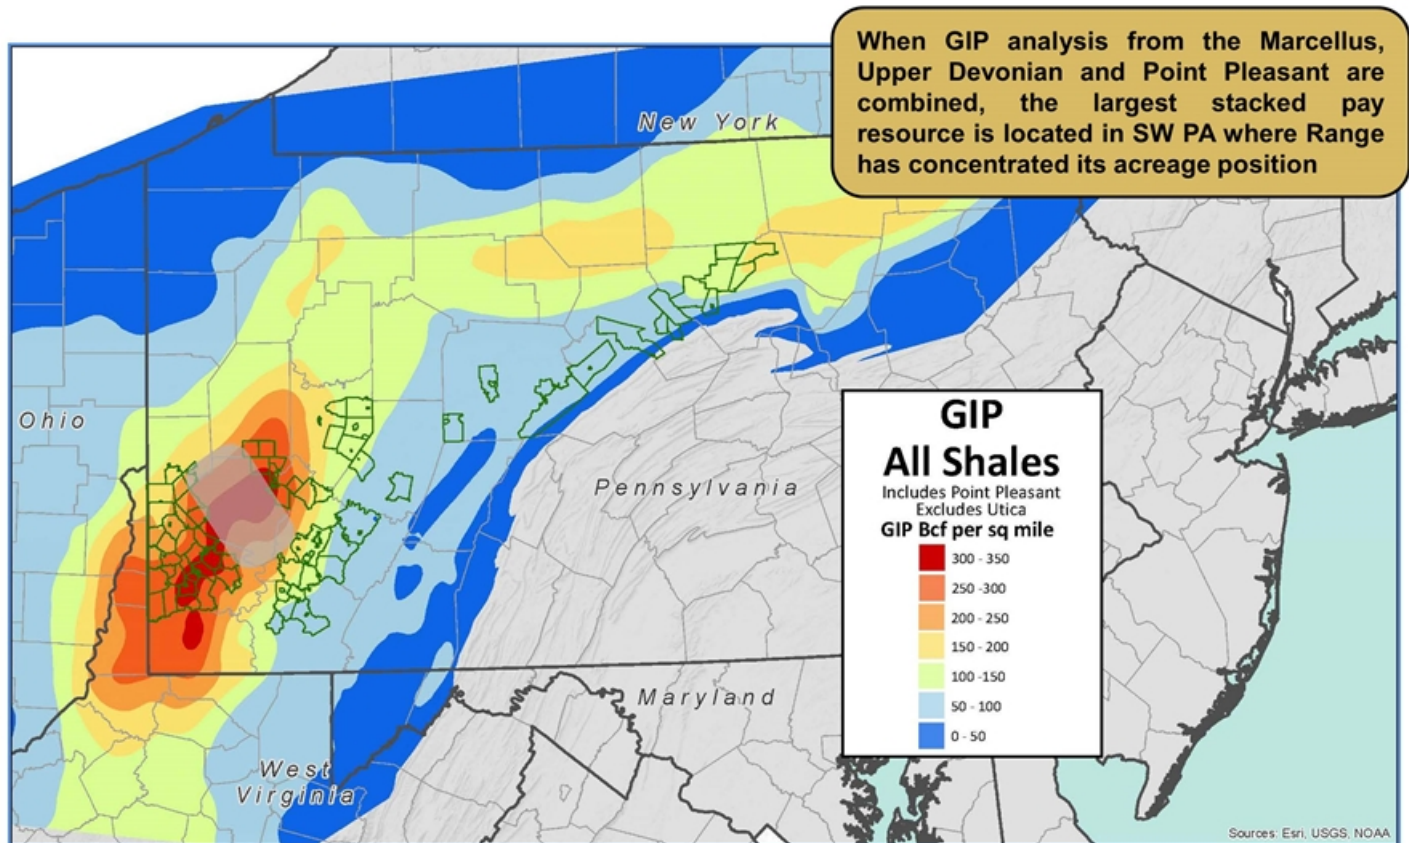 When GIP analysis from the Marcellus,
Upper Devonian and Point Pleasant are
combined, the largest stacked pay
resource is located in SW PA where Range
has concentrated its acreage position
New York
Ohio
Pennsylvania
Maryland
West
Virginia
GIP
All Shales
Includes Point Pleasant
Excludes Utica
GIP Bcf per sq mile
300 - 350
250 -300
200 - 250
150 - 200
100 -150
50 - 100
0 - 50
Sources: Esri, USGS, NOAA